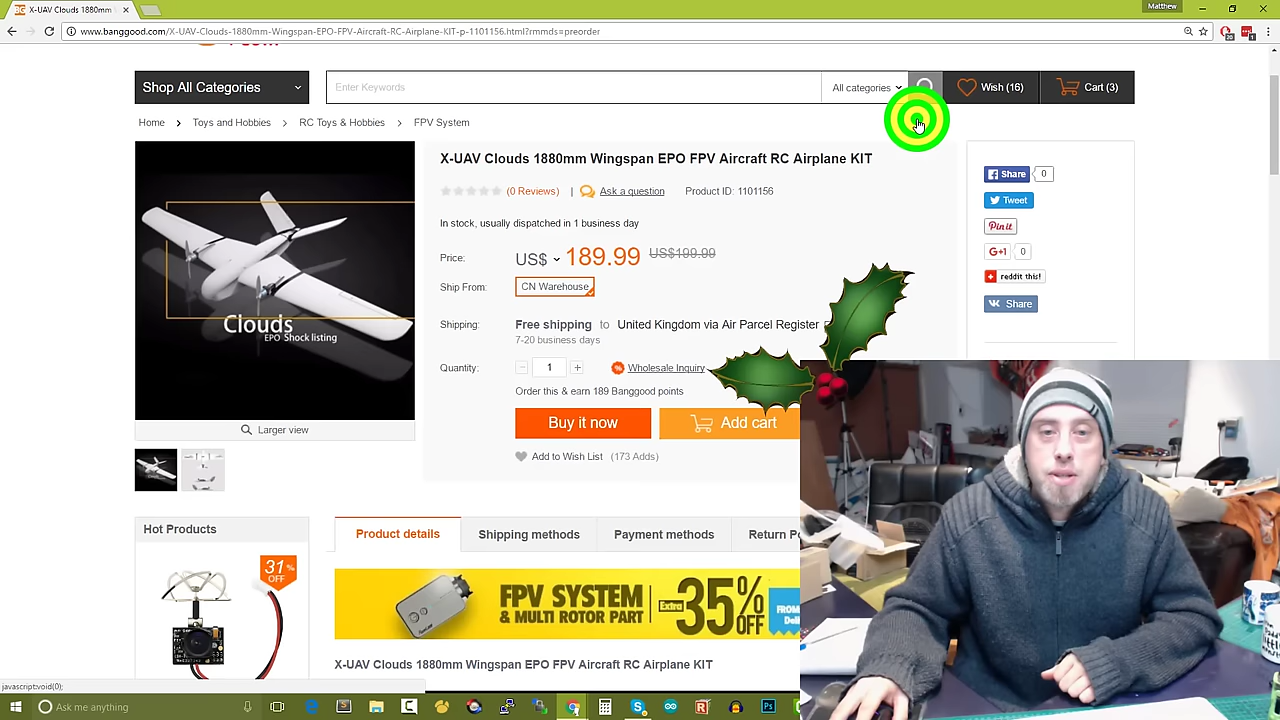 X-UAV Clouds 1880mm
Matthew
www.banggood.com/X-UAV-Clouds-1880mm-Wingspan-EPO-FPV-Aircraft-RC-Airplane-KIT-p-1101156.html?rmmds=preorder
Shop All Categories
Enter Keywords
All categories
Wish (16)
Cart (3)
Home > Toys and Hobbies > RC Toys & Hobbies > FPV System
X-UAV Clouds 1880mm Wingspan EPO FPV Aircraft RC Airplane KIT
(0 Reviews) | Ask a question Product ID: 1101156
In stock, usually dispatched in 1 business day
Price: US$ 189.99 US$199.99
Ship From: CN Warehouse
Shipping: Free shipping to United Kingdom via Air Parcel Register
7-20 business days
Quantity: - 1 + Wholesale Inquiry
Order this & earn 189 Banggood points
Buy it now
Add cart
Add to Wish List (173 Adds)
Share 0
Tweet
Pin it
G+1 0
reddit this!
Share
Clouds
EPO Shock listing
Larger view
Hot Products
31% OFF
Product details
Shipping methods
Payment methods
Return P
FPV SYSTEM
& MULTI ROTOR PART
Extra
-35% OFF
FROM
Deli
X-UAV Clouds 1880mm Wingspan EPO FPV Aircraft RC Airplane KIT
javascript:void(0);
Ask me anything